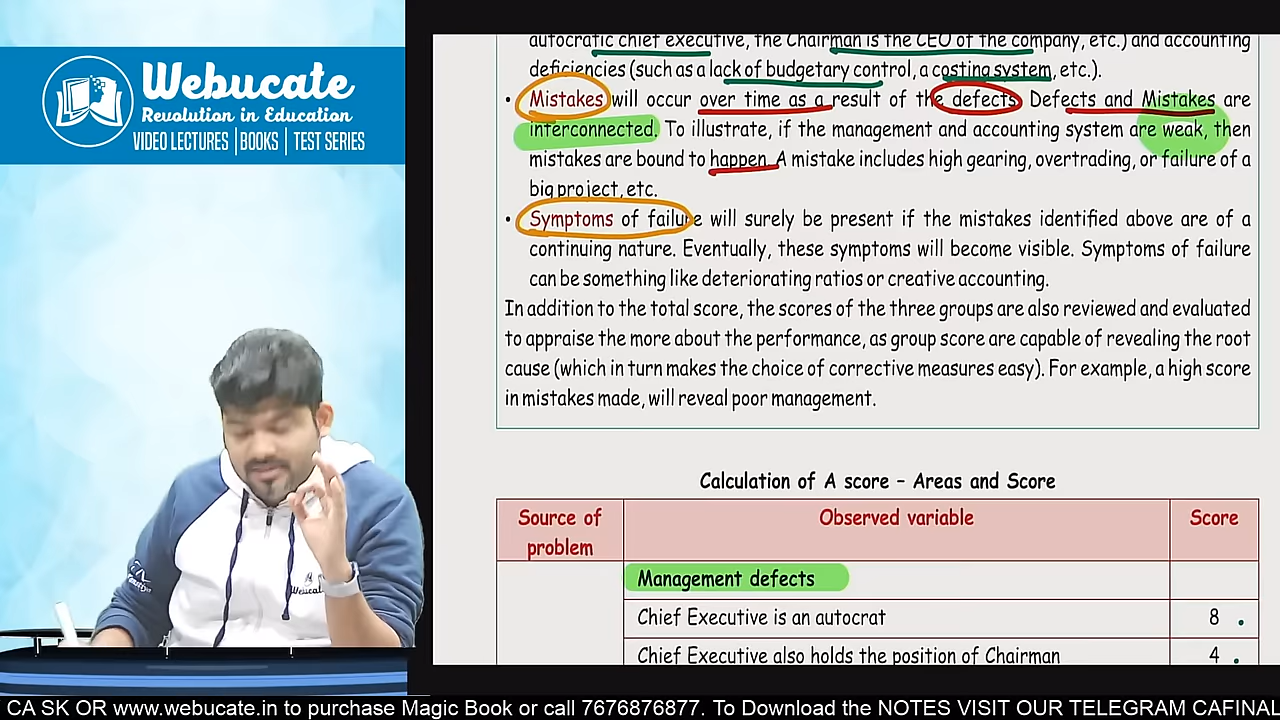 Webucate
Revolution in Education
VIDEO LECTURES | BOOKS | TEST SERIES
autocratic chief executive, the Chairman is the CEO of the company, etc.) and accounting
deficiencies (such as a lack of budgetary control, a costing system, etc.).
• Mistakes will occur over time as a result of the defects. Defects and Mistakes are
interconnected. To illustrate, if the management and accounting system are weak, then
mistakes are bound to happen. A mistake includes high gearing, overtrading, or failure of a
big project, etc.
• Symptoms of failure will surely be present if the mistakes identified above are of a
continuing nature. Eventually, these symptoms will become visible. Symptoms of failure
can be something like deteriorating ratios or creative accounting.
In addition to the total score, the scores of the three groups are also reviewed and evaluated
to appraise the more about the performance, as group score are capable of revealing the root
cause (which in turn makes the choice of corrective measures easy). For example, a high score
in mistakes made, will reveal poor management.
Calculation of A score – Areas and Score
Source of problem Observed variable Score
Management defects
Chief Executive is an autocrat 8
Chief Executive also holds the position of Chairman 4
CA SK OR www.webucate.in to purchase Magic Book or call 7676876877. To Download the NOTES VISIT OUR TELEGRAM CAFINAL